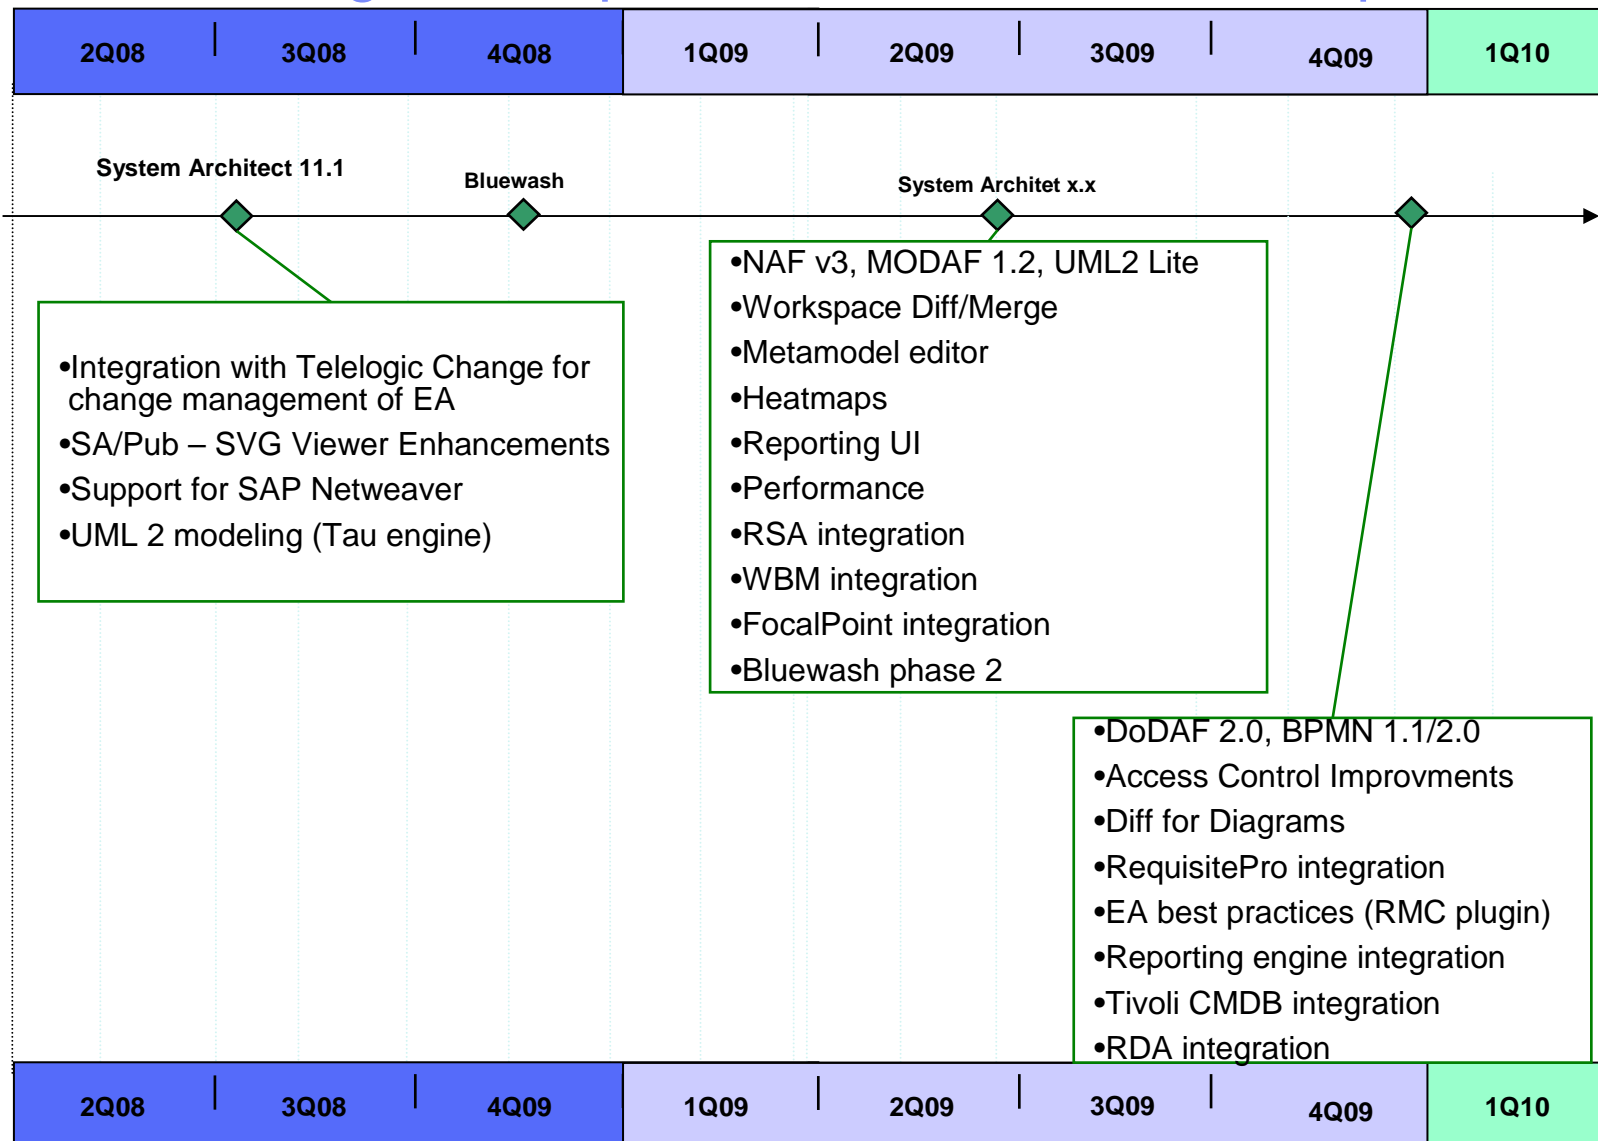 2Q08 3Q08 4Q08 1Q09 2Q09 3Q09 4Q09 1Q10
System Architect 11.1
Bluewash
System Architet x.x
•Integration with Telelogic Change for
change management of EA
•SA/Pub – SVG Viewer Enhancements
•Support for SAP Netweaver
•UML 2 modeling (Tau engine)
•NAF v3, MODAF 1.2, UML2 Lite
•Workspace Diff/Merge
•Metamodel editor
•Heatmaps
•Reporting UI
•Performance
•RSA integration
•WBM integration
•FocalPoint integration
•Bluewash phase 2
•DoDAF 2.0, BPMN 1.1/2.0
•Access Control Improvments
•Diff for Diagrams
•RequisitePro integration
•EA best practices (RMC plugin)
•Reporting engine integration
•Tivoli CMDB integration
•RDA integration
2Q08 3Q08 4Q09 1Q09 2Q09 3Q09 4Q09 1Q10